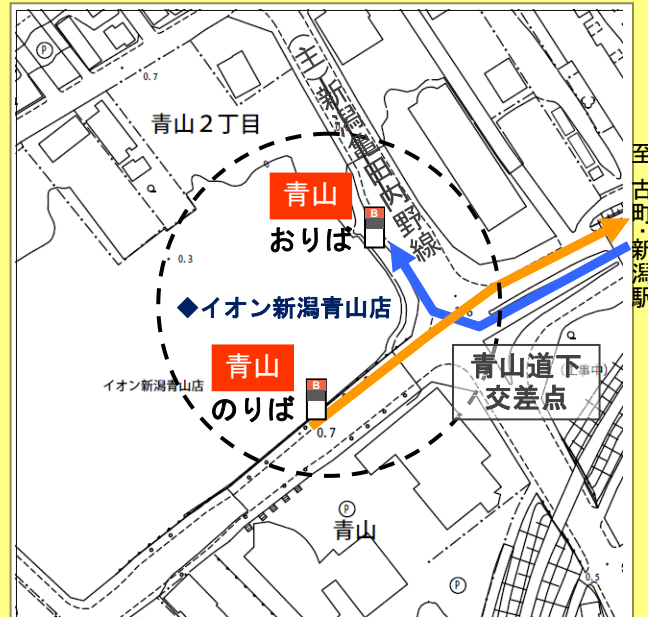 P
0.7
青山２丁目
(主)新潟亀田内野線
青山
おりば
B
0.3
◆イオン新潟青山店
至 古町・新潟駅
青山
のりば
B
イオン新潟青山店
0.7
青山道下
交差点
(工事中)
P
青山
P
0.5